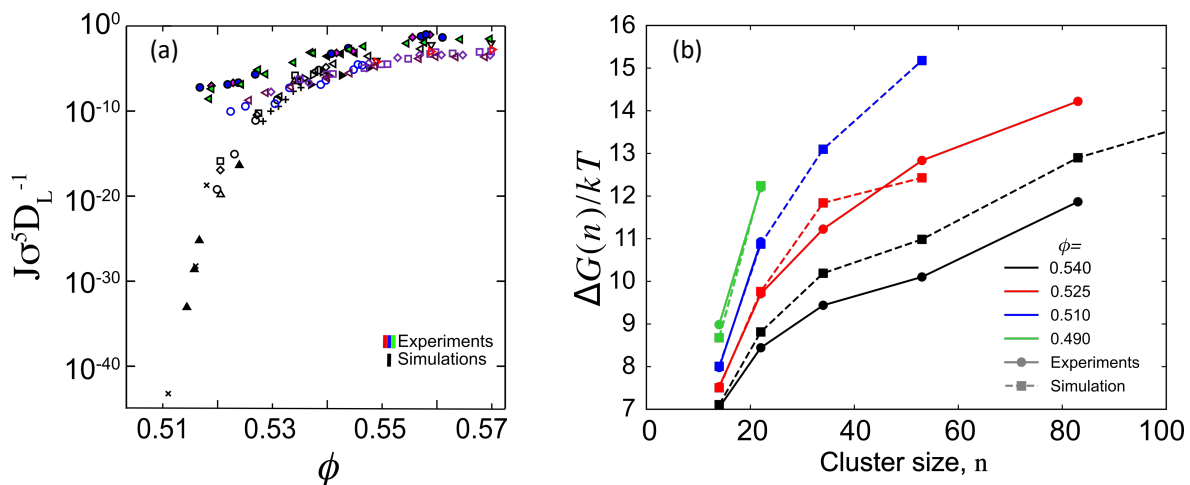 (a)
10^0
10^-10
10^-20
10^-30
10^-40
Jσ^5D_L^-1
0.51
0.53
0.55
0.57
ϕ
Experiments
Simulations
(b)
16
15
14
13
12
11
10
9
8
7
ΔG(n)/kT
0
20
40
60
80
100
Cluster size, n
ϕ=
0.540
0.525
0.510
0.490
Experiments
Simulation